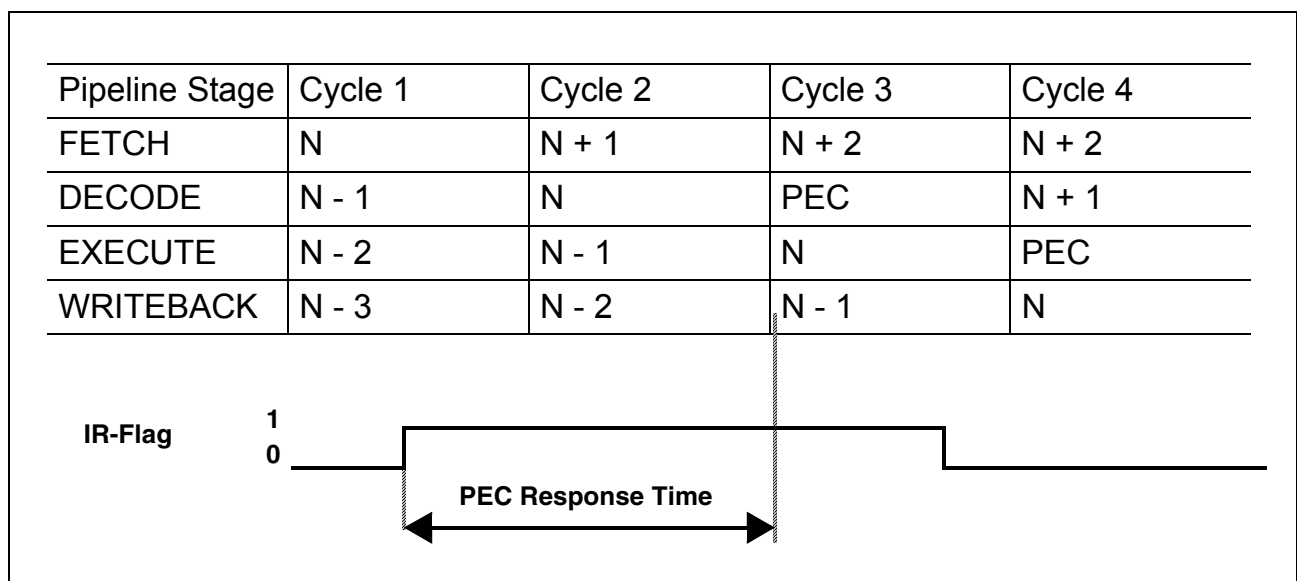 Pipeline Stage Cycle 1 Cycle 2 Cycle 3 Cycle 4
FETCH N N + 1 N + 2 N + 2
DECODE N - 1 N PEC N + 1
EXECUTE N - 2 N - 1 N PEC
WRITEBACK N - 3 N - 2 N - 1 N
IR-Flag 1
0
PEC Response Time